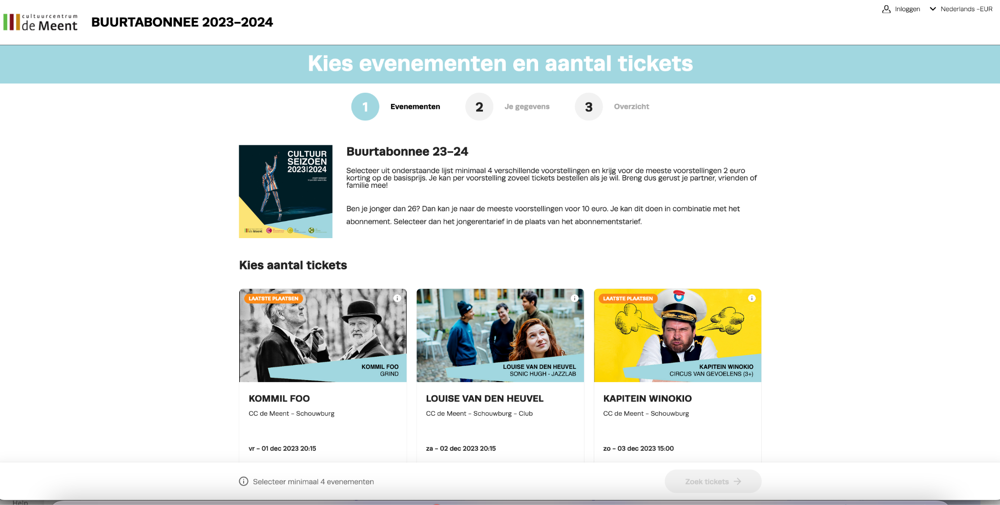 cultuurcentrum
de Meent
BUURTABONNEE 2023–2024
Inloggen
Nederlands –EUR
Kies evenementen en aantal tickets
1
Evenementen
2
Je gegevens
3
Overzicht
CULTUUR
SEIZOEN
2023|2024
de Meent
Buurtabonnee 23–24
Selecteer uit onderstaande lijst minimaal 4 verschillende voorstellingen en krijg voor de meeste voorstellingen 2 euro
korting op de basisprijs. Je kan per voorstelling zoveel tickets bestellen als je wil. Breng dus gerust je partner, vrienden of
familie mee!
Ben je jonger dan 26? Dan kan je naar de meeste voorstellingen voor 10 euro. Je kan dit doen in combinatie met het
abonnement. Selecteer dan het jongerentarief in de plaats van het abonnementstarief.
Kies aantal tickets
LAATSTE PLAATSEN
KOMMIL FOO
GRIND
KOMMIL FOO
CC de Meent – Schouwburg
vr – 01 dec 2023 20:15
LOUISE VAN DEN HEUVEL
SONIC HUGH - JAZZLAB
LOUISE VAN DEN HEUVEL
CC de Meent – Schouwburg – Club
za – 02 dec 2023 20:15
LAATSTE PLAATSEN
KAPITEIN WINOKIO
CIRCUS VAN GEVOELENS (3+)
KAPITEIN WINOKIO
CC de Meent – Schouwburg
zo – 03 dec 2023 15:00
Selecteer minimaal 4 evenementen
Zoek tickets
Help